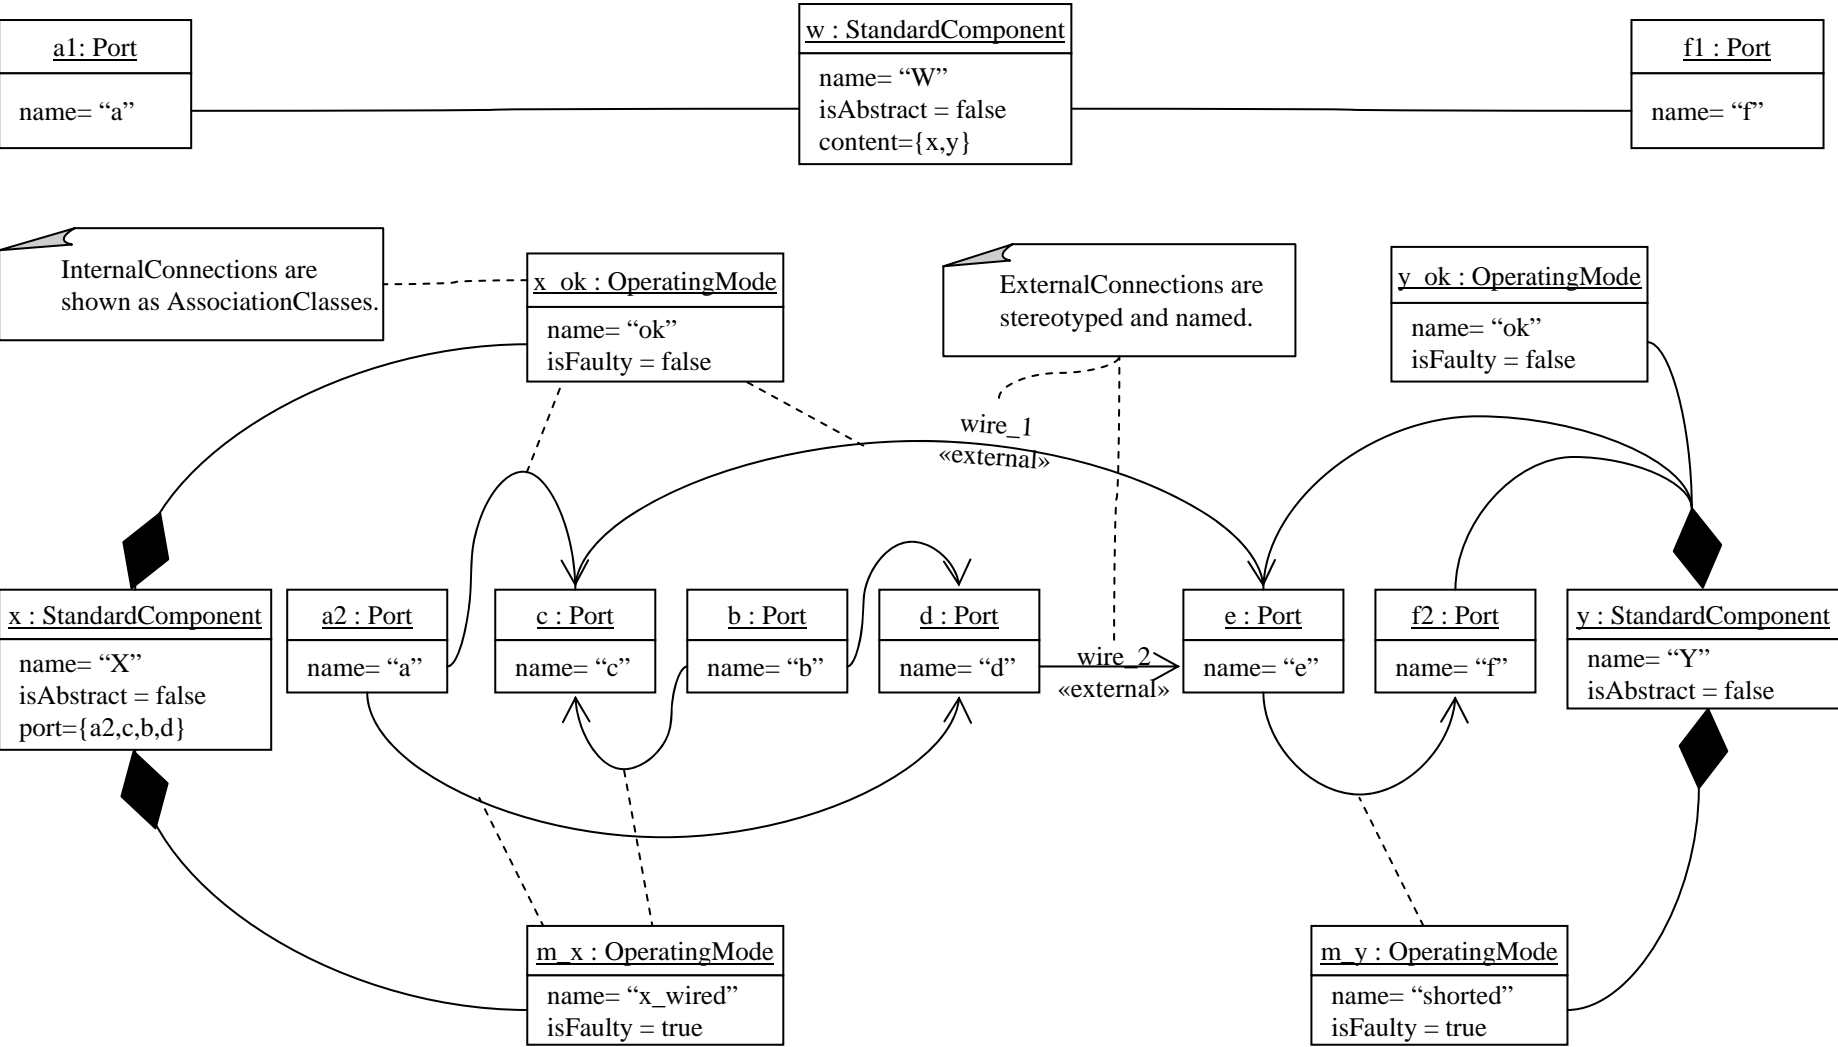 a1: Port
name= “a”
w : StandardComponent
name= “W”
isAbstract = false
content={x,y}
f1 : Port
name= “f”
InternalConnections are
shown as AssociationClasses.
x_ok : OperatingMode
name= “ok”
isFaulty = false
ExternalConnections are
stereotyped and named.
y_ok : OperatingMode
name= “ok”
isFaulty = false
wire_1
«external»
x : StandardComponent
name= “X”
isAbstract = false
port={a2,c,b,d}
a2 : Port
name= “a”
c : Port
name= “c”
b : Port
name= “b”
d : Port
name= “d”
wire_2
«external»
e : Port
name= “e”
f2 : Port
name= “f”
y : StandardComponent
name= “Y”
isAbstract = false
m_x : OperatingMode
name= “x_wired”
isFaulty = true
m_y : OperatingMode
name= “shorted”
isFaulty = true